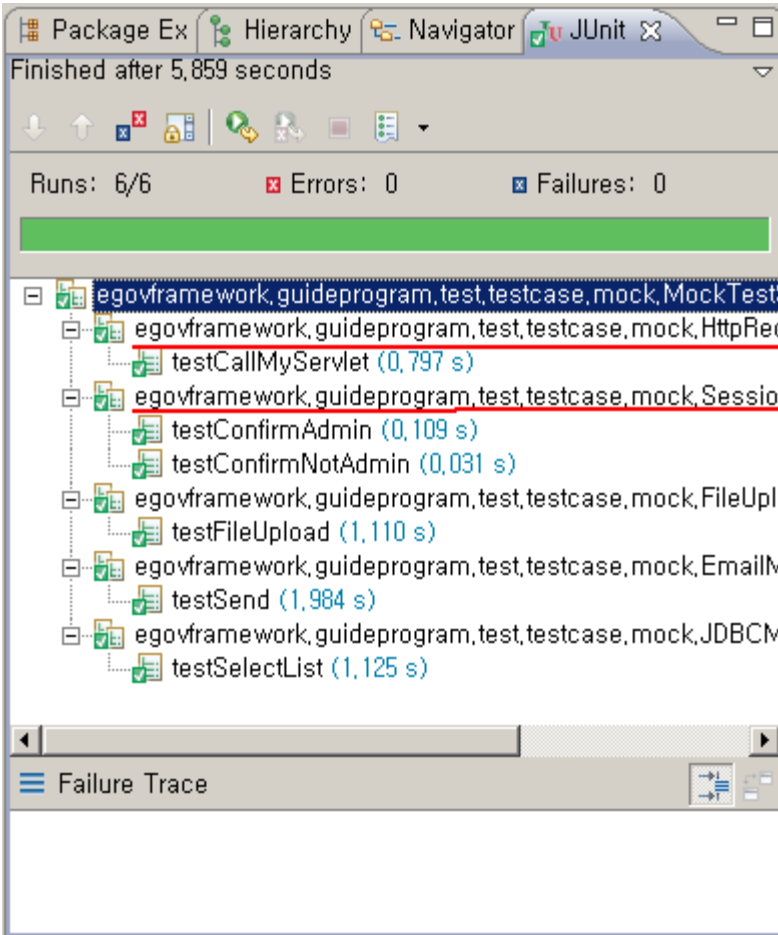 Package Ex Hierarchy Navigator JUnit
Finished after 5,859 seconds
Runs: 6/6 Errors: 0 Failures: 0
egovframework,guideprogram,test,testcase,mock,MockTestS
egovframework,guideprogram,test,testcase,mock,HttpRec
testCallMyServlet (0,797 s)
egovframework,guideprogram,test,testcase,mock,Sessio
testConfirmAdmin (0,109 s)
testConfirmNotAdmin (0,031 s)
egovframework,guideprogram,test,testcase,mock,FileUpl
testFileUpload (1,110 s)
egovframework,guideprogram,test,testcase,mock,EmailM
testSend (1,984 s)
egovframework,guideprogram,test,testcase,mock,JDBCM
testSelectList (1,125 s)
Failure Trace